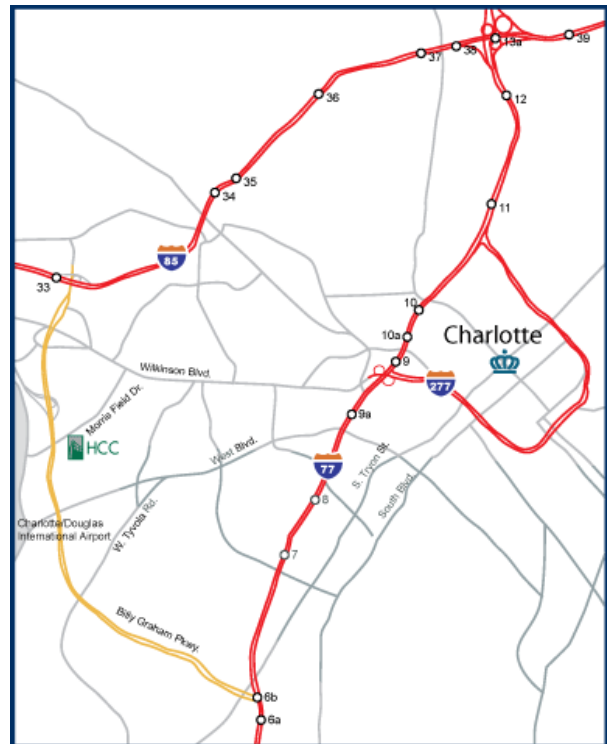 39
13a
38
37
36
12
35
34
11
85
33
10
10a
Charlotte
9
Wilkinson Blvd.
277
Morris Field Dr.
9a
HCC
West Blvd.
S. Tryon St.
77
8
South Blvd.
Charlotte/Douglas
International Airport
W. Tyvola Rd.
7
Billy Graham Pkwy.
6b
6a